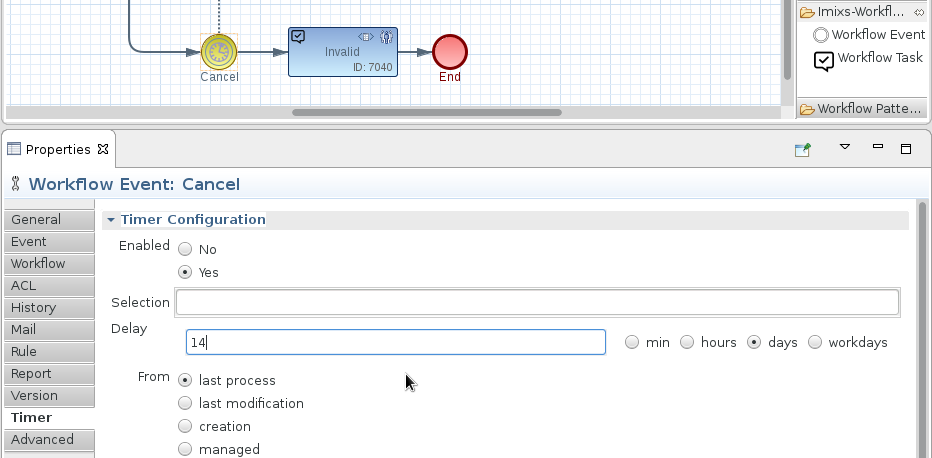 Imixs-Workfl...
Workflow Event
Workflow Task
Workflow Patte...
Invalid
ID: 7040
Cancel
End
Properties
Workflow Event: Cancel
General
Event
Workflow
ACL
History
Mail
Rule
Report
Version
Timer
Advanced
Timer Configuration
Enabled
No
Yes
Selection
Delay
14
min hours days workdays
From
last process
last modification
creation
managed